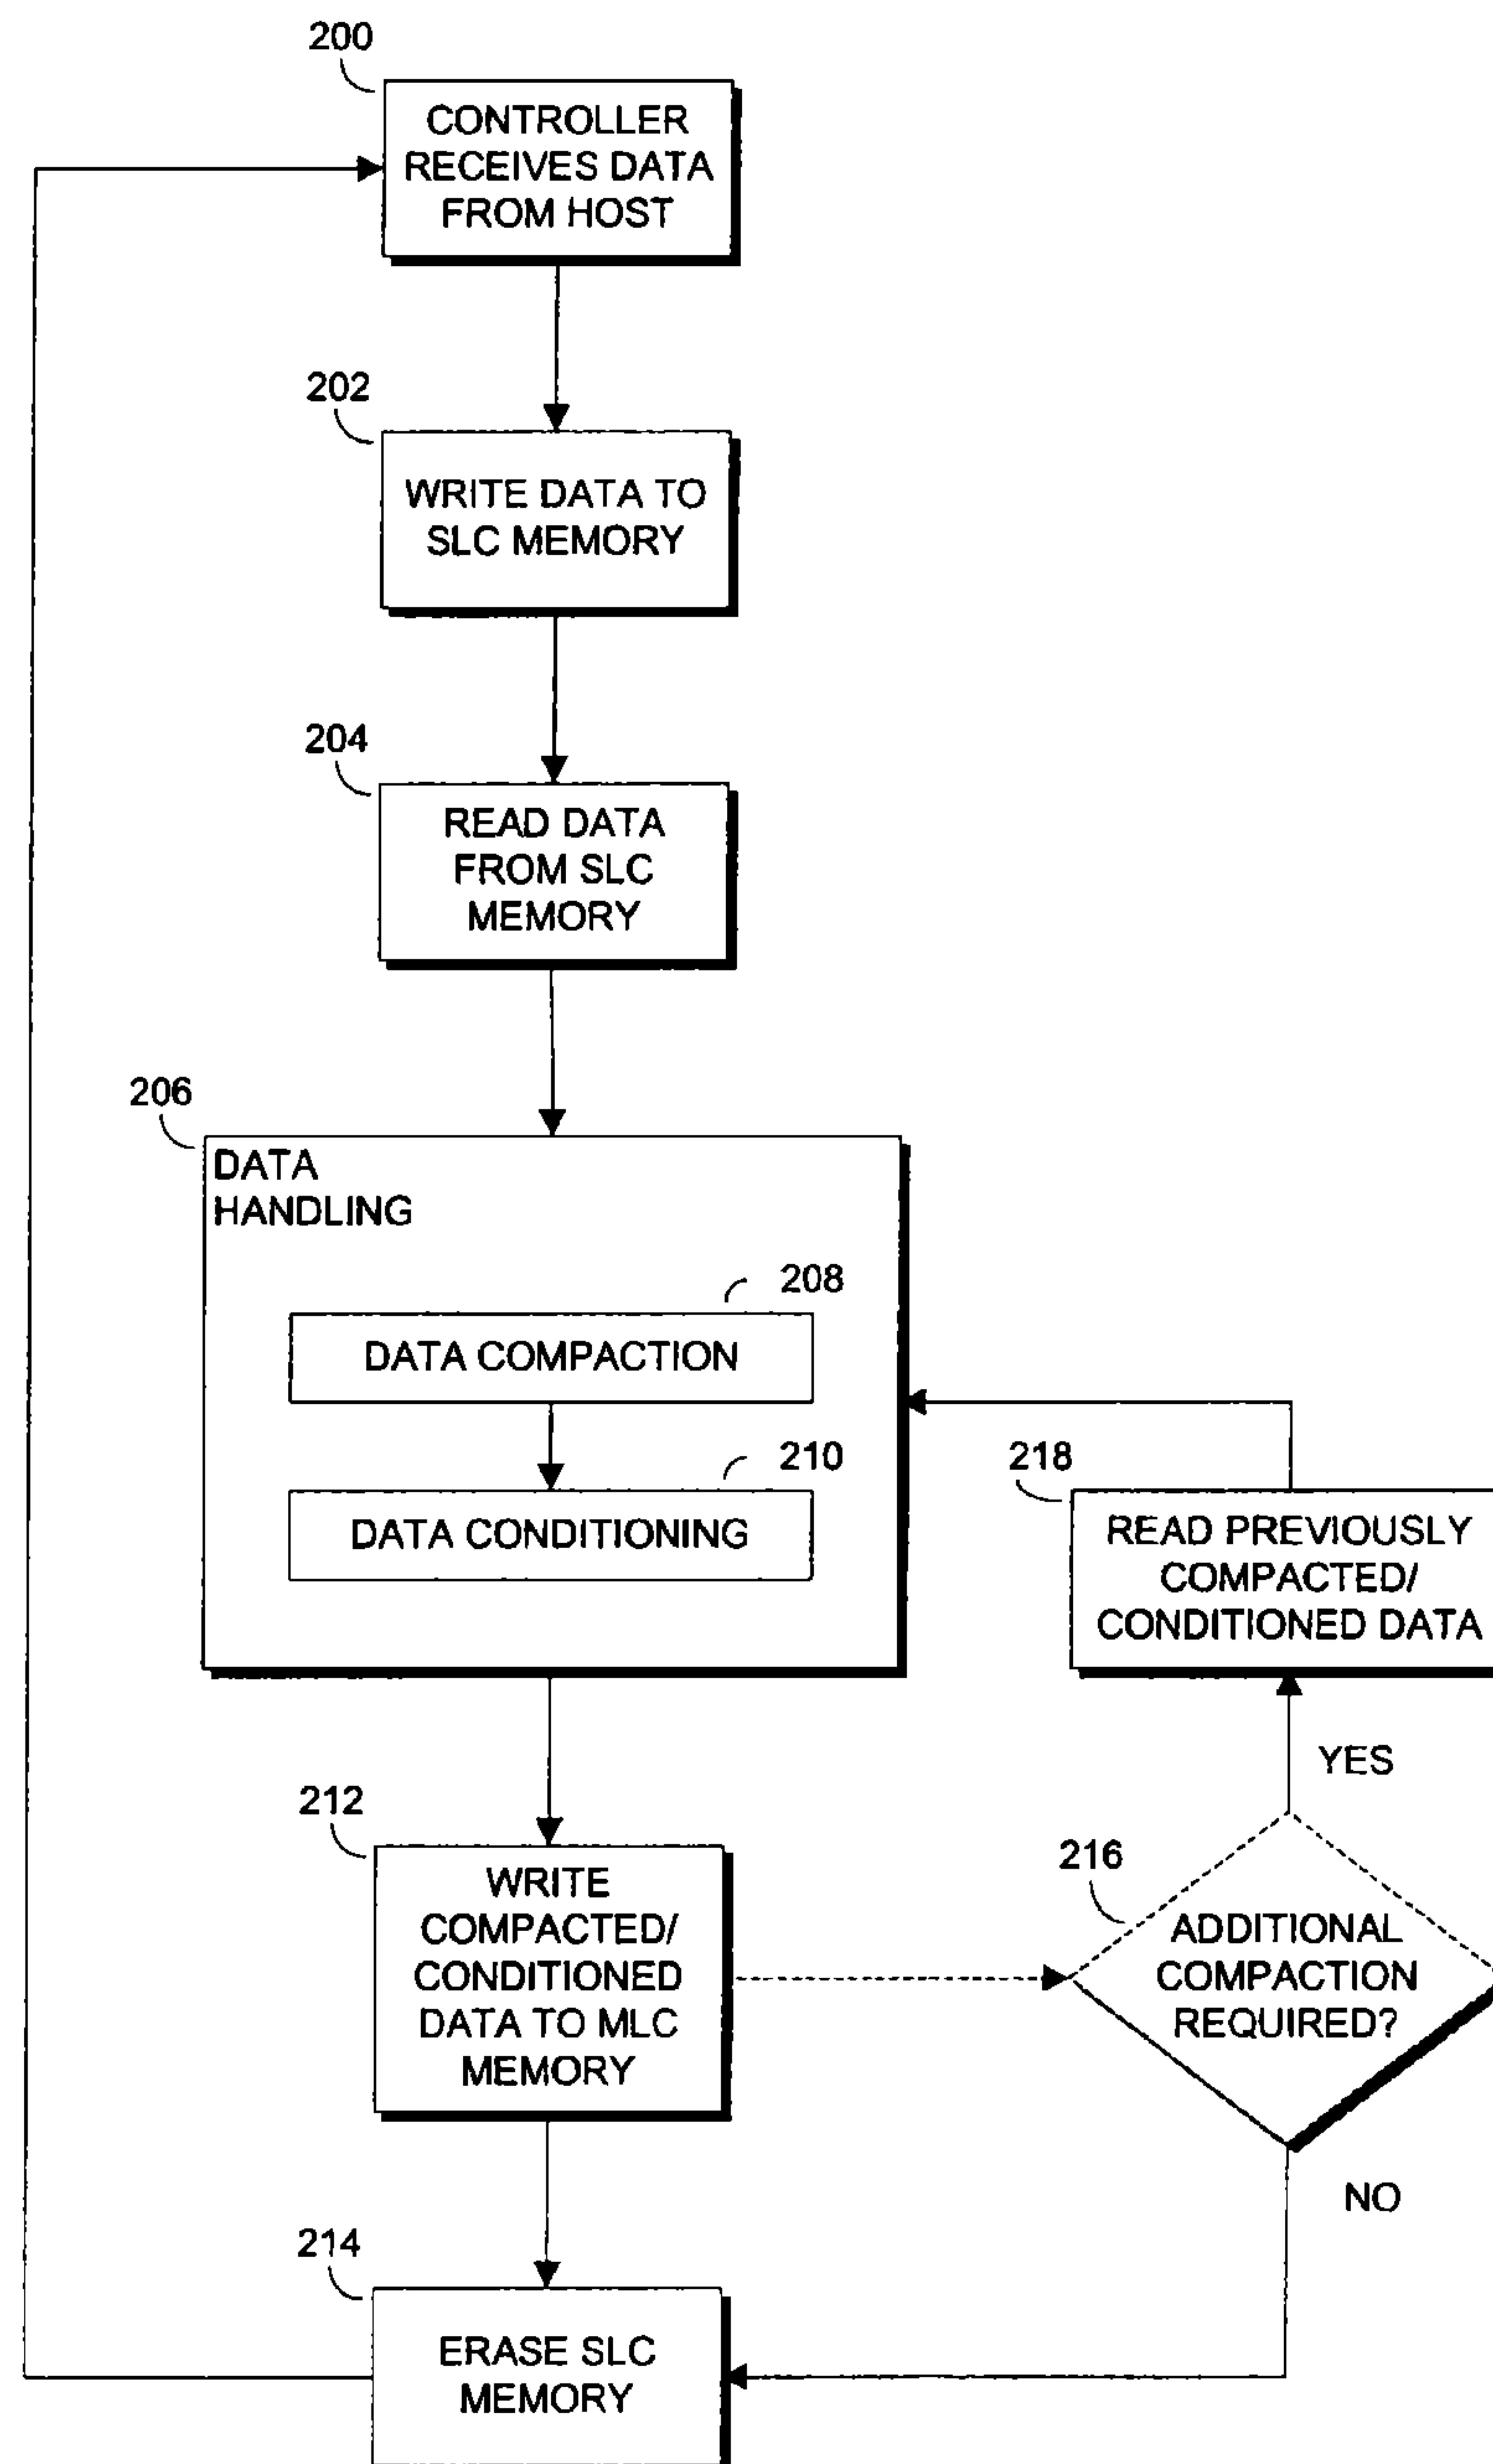 200
CONTROLLER
RECEIVES DATA
FROM HOST
202
WRITE DATA TO
SLC MEMORY
204
READ DATA
FROM SLC
MEMORY
206
DATA
HANDLING
208
DATA COMPACTION
210
DATA CONDITIONING
218
READ PREVIOUSLY
COMPACTED/
CONDITIONED DATA
YES
212
WRITE
COMPACTED/
CONDITIONED
DATA TO MLC
MEMORY
216
ADDITIONAL
COMPACTION
REQUIRED?
NO
214
ERASE SLC
MEMORY